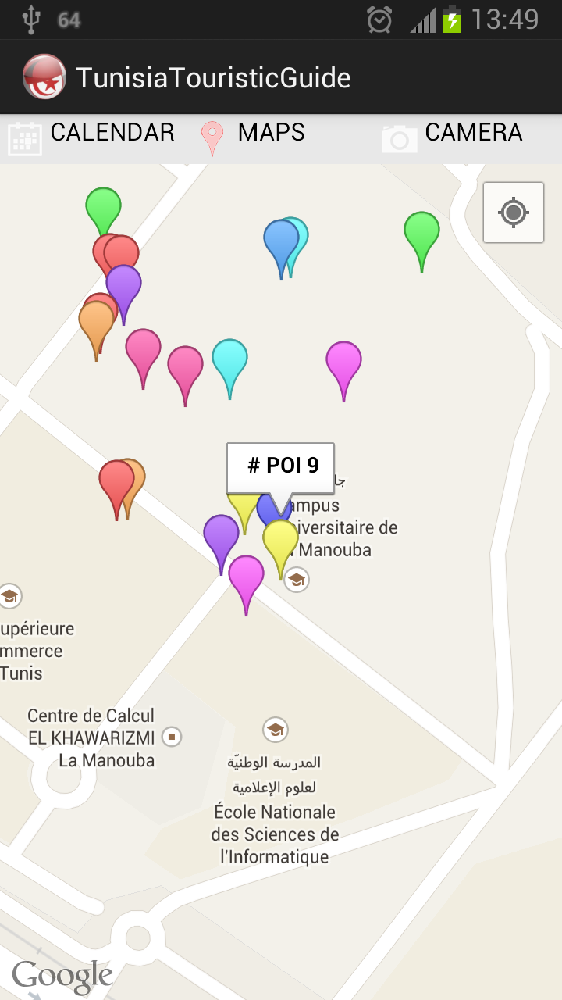 64
13:49
TunisiaTouristicGuide
CALENDAR
MAPS
CAMERA
# POI 9
جا
ampus
iversitaire de
Manouba
upérieure
mmerce
Tunis
Centre de Calcul
EL KHAWARIZMI
La Manouba
المدرسة الوطنيّة
لعلوم الإعلامية
École Nationale
des Sciences de
l'Informatique
Google